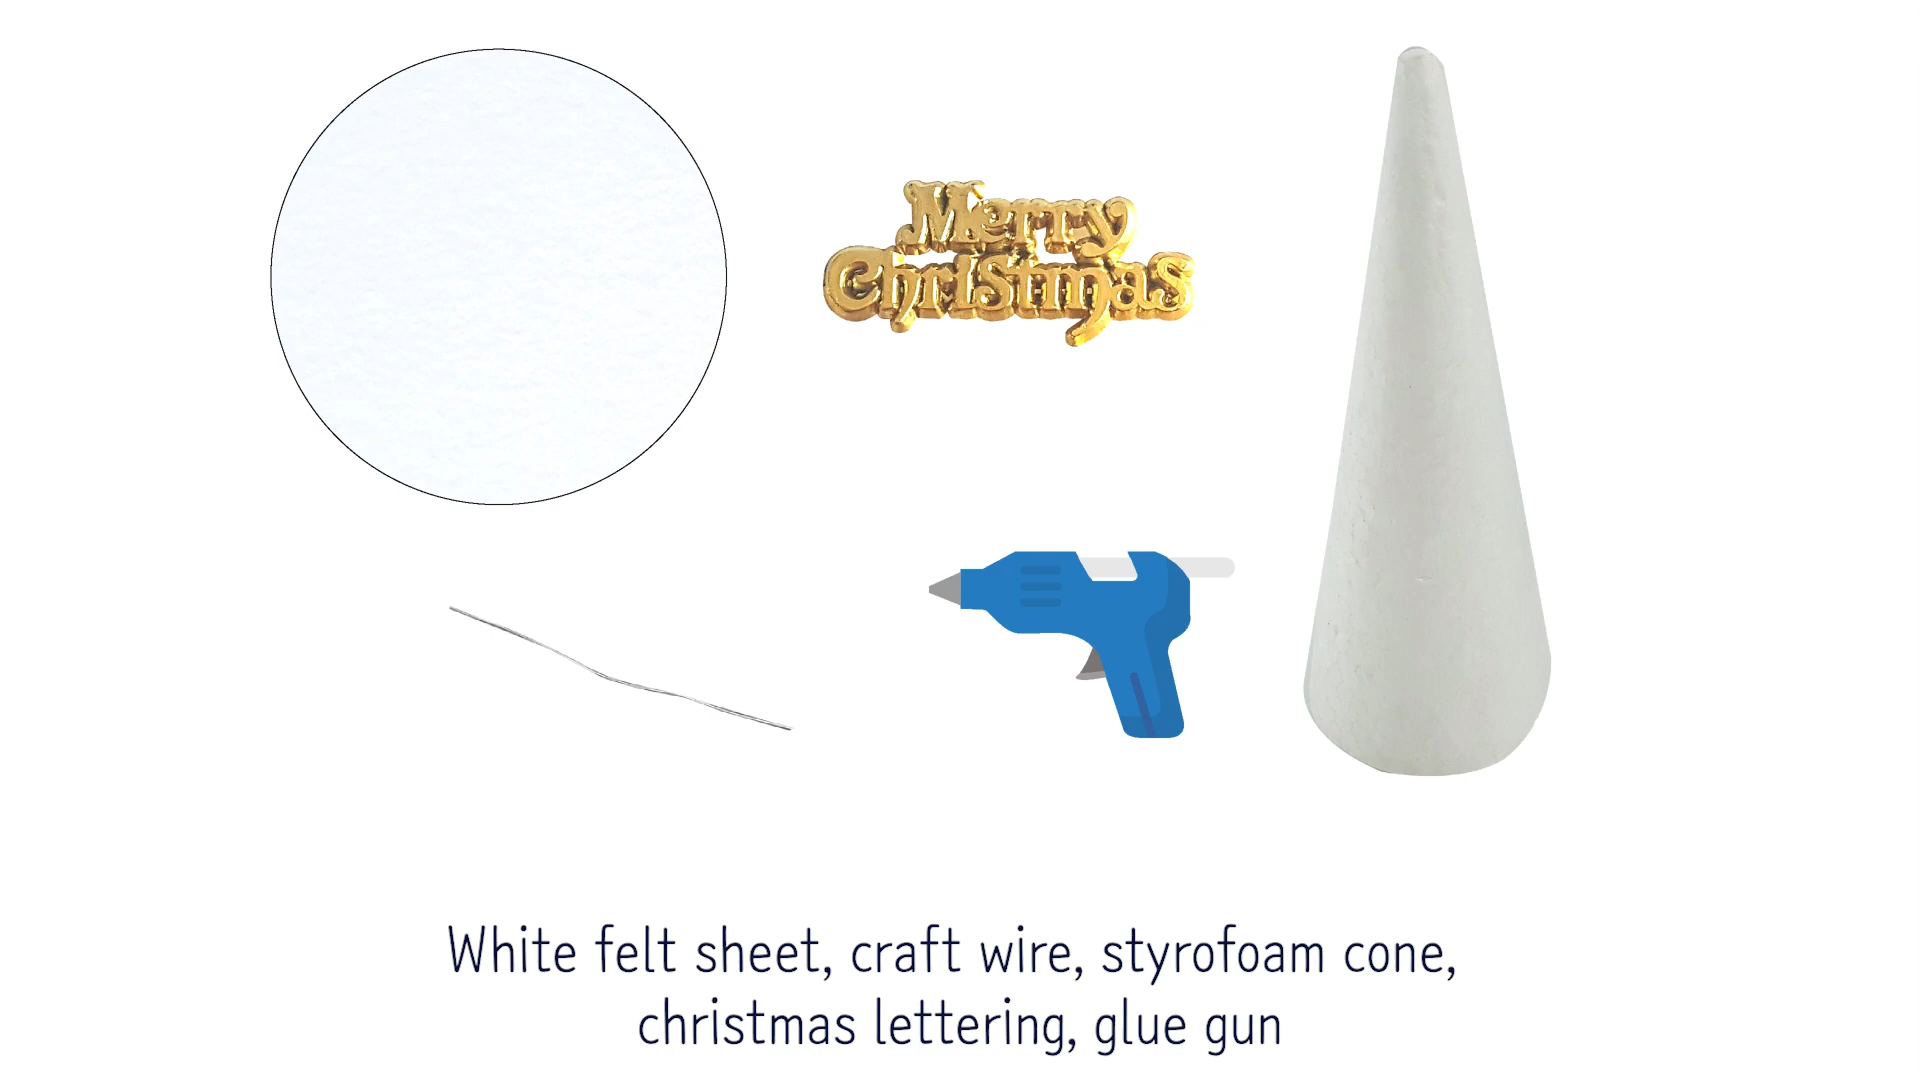 Merry
Christmas
White felt sheet, craft wire, styrofoam cone,
christmas lettering, glue gun